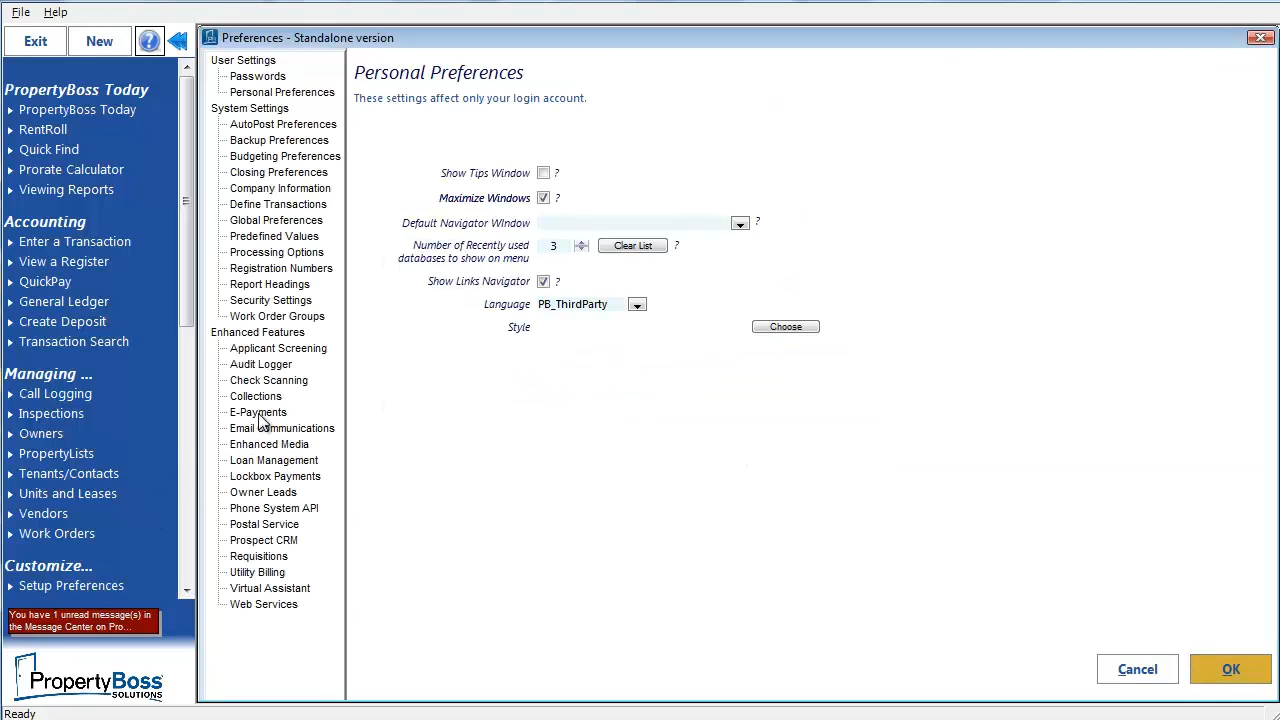 File Help
Exit New ?
PropertyBoss Today
PropertyBoss Today
RentRoll
Quick Find
Prorate Calculator
Viewing Reports
Accounting
Enter a Transaction
View a Register
QuickPay
General Ledger
Create Deposit
Transaction Search
Managing ...
Call Logging
Inspections
Owners
PropertyLists
Tenants/Contacts
Units and Leases
Vendors
Work Orders
Customize...
Setup Preferences
You have 1 unread message(s) in
the Message Center on Pro...
PropertyBoss
SOLUTIONS
Preferences - Standalone version
User Settings
Passwords
Personal Preferences
System Settings
AutoPost Preferences
Backup Preferences
Budgeting Preferences
Closing Preferences
Company Information
Define Transactions
Global Preferences
Predefined Values
Processing Options
Registration Numbers
Report Headings
Security Settings
Work Order Groups
Enhanced Features
Applicant Screening
Audit Logger
Check Scanning
Collections
E-Payments
Email Communications
Enhanced Media
Loan Management
Lockbox Payments
Owner Leads
Phone System API
Postal Service
Prospect CRM
Requisitions
Utility Billing
Virtual Assistant
Web Services
Personal Preferences
These settings affect only your login account.
Show Tips Window ?
Maximize Windows ?
Default Navigator Window ?
Number of Recently used
databases to show on menu 3 Clear List ?
Show Links Navigator ?
Language PB_ThirdParty
Style Choose
Cancel OK
Ready